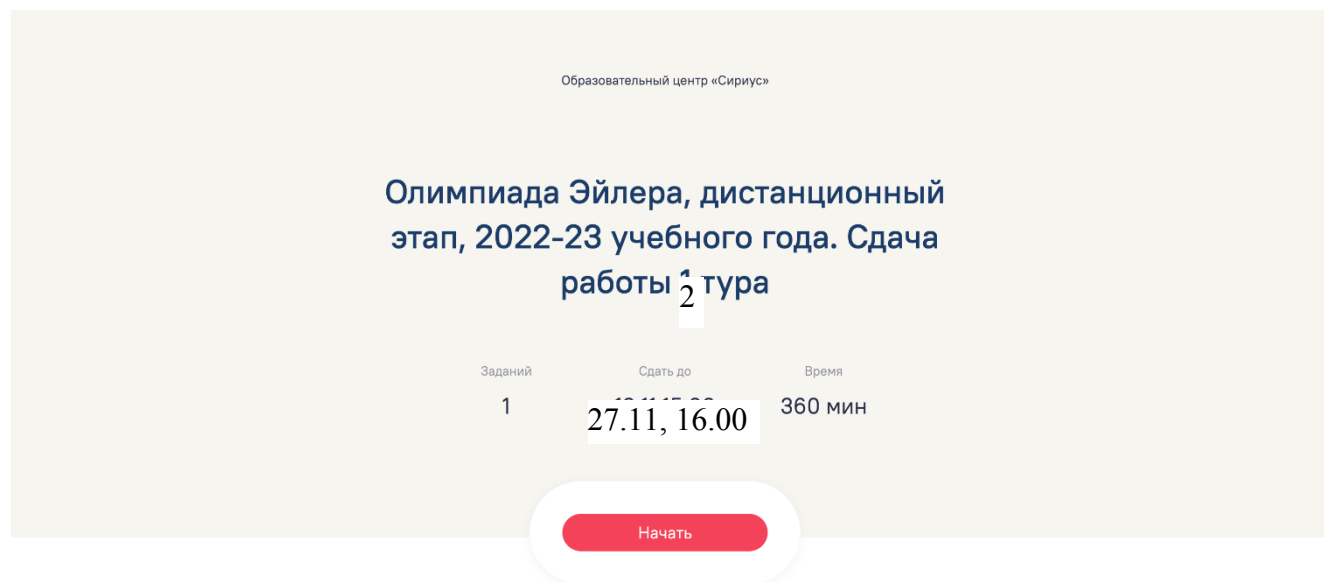 Образовательный центр «Сириус»
Олимпиада Эйлера, дистанционный
этап, 2022-23 учебного года. Сдача
работы 2 тура
Заданий
Сдать до
Время
1
27.11, 16.00
360 мин
Начать